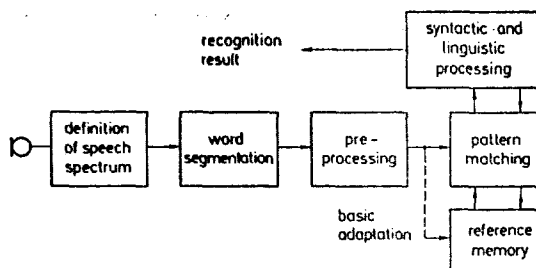 recognition
result
syntactic and
linguistic
processing
definition
of speech
spectrum
word
segmentation
pre-
processing
pattern
matching
basic
adaptation
reference
memory